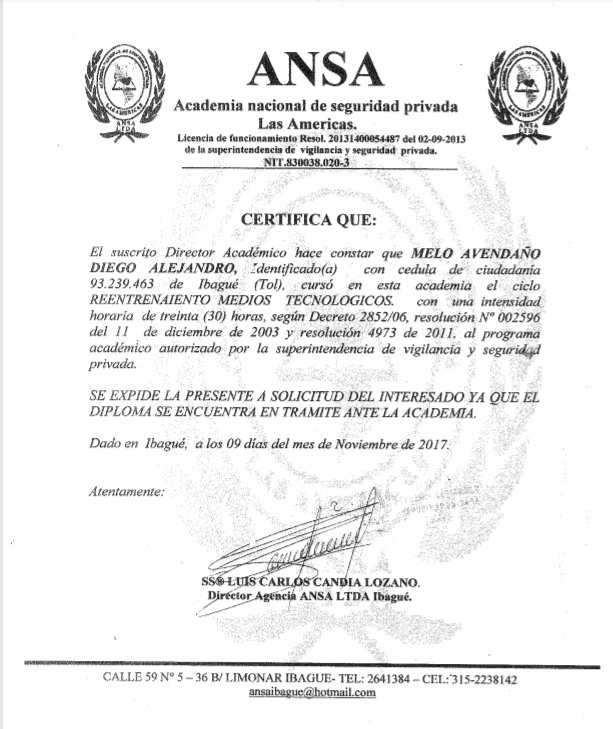 ANSA
Academia nacional de seguridad privada
Las Americas.
Licencia de funcionamiento Resol. 20131400054487 del 02-09-2013
de la superintendencia de vigilancia y seguridad privada.
NIT.830038.020-3
LAS AMERICAS
ANSA
LTDA
LAS AMERICAS
ANSA
LTDA
CERTIFICA QUE:
El suscrito Director Académico hace constar que MELO AVENDAÑO
DIEGO ALEJANDRO, identificado(a) con cedula de ciudadanía
93.239.463 de Ibagué (Tol), cursó en esta academia el ciclo
REENTRENAIENTO MEDIOS TECNOLOGICOS. con una intensidad
horaria de treinta (30) horas, según Decreto 2852/06, resolución N° 002596
del 11 de diciembre de 2003 y resolución 4973 de 2011, al programa
académico autorizado por la superintendencia de vigilancia y seguridad
privada.
SE EXPIDE LA PRESENTE A SOLICITUD DEL INTERESADO YA QUE EL
DIPLOMA SE ENCUENTRA EN TRAMITE ANTE LA ACADEMIA.
Dado en Ibagué, a los 09 días del mes de Noviembre de 2017.
Atentamente:
SS® LUIS CARLOS CANDIA LOZANO.
Director Agencia ANSA LTDA Ibagué.
ANSA
CALLE 59 N° 5 – 36 B/ LIMONAR IBAGUE- TEL: 2641384 – CEL: 315-2238142
ansaibague@hotmail.com